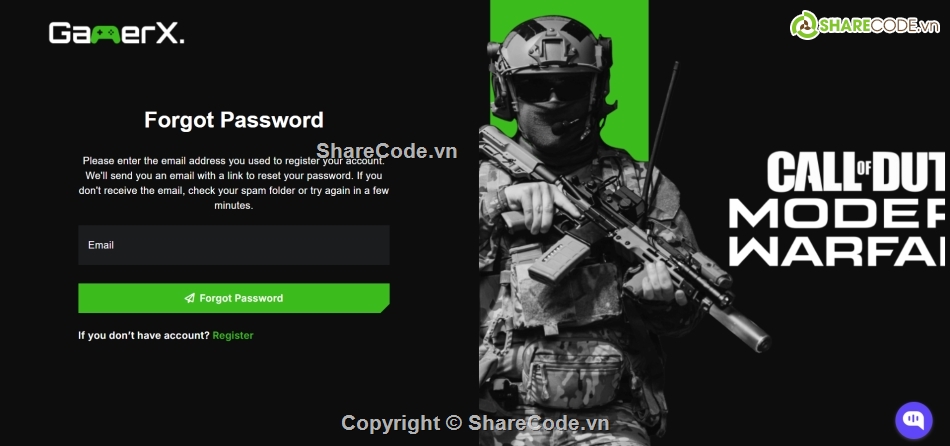 GamerX.
SHARECODE.vn
Forgot Password
ShareCode.vn
Please enter the email address you used to register your account.
We'll send you an email with a link to reset your password. If you
don't receive the email, check your spam folder or try again in a few
minutes.
Email
Forgot Password
If you don’t have account? Register
CALL OF DUT
MODER
WARFA
Copyright © ShareCode.vn